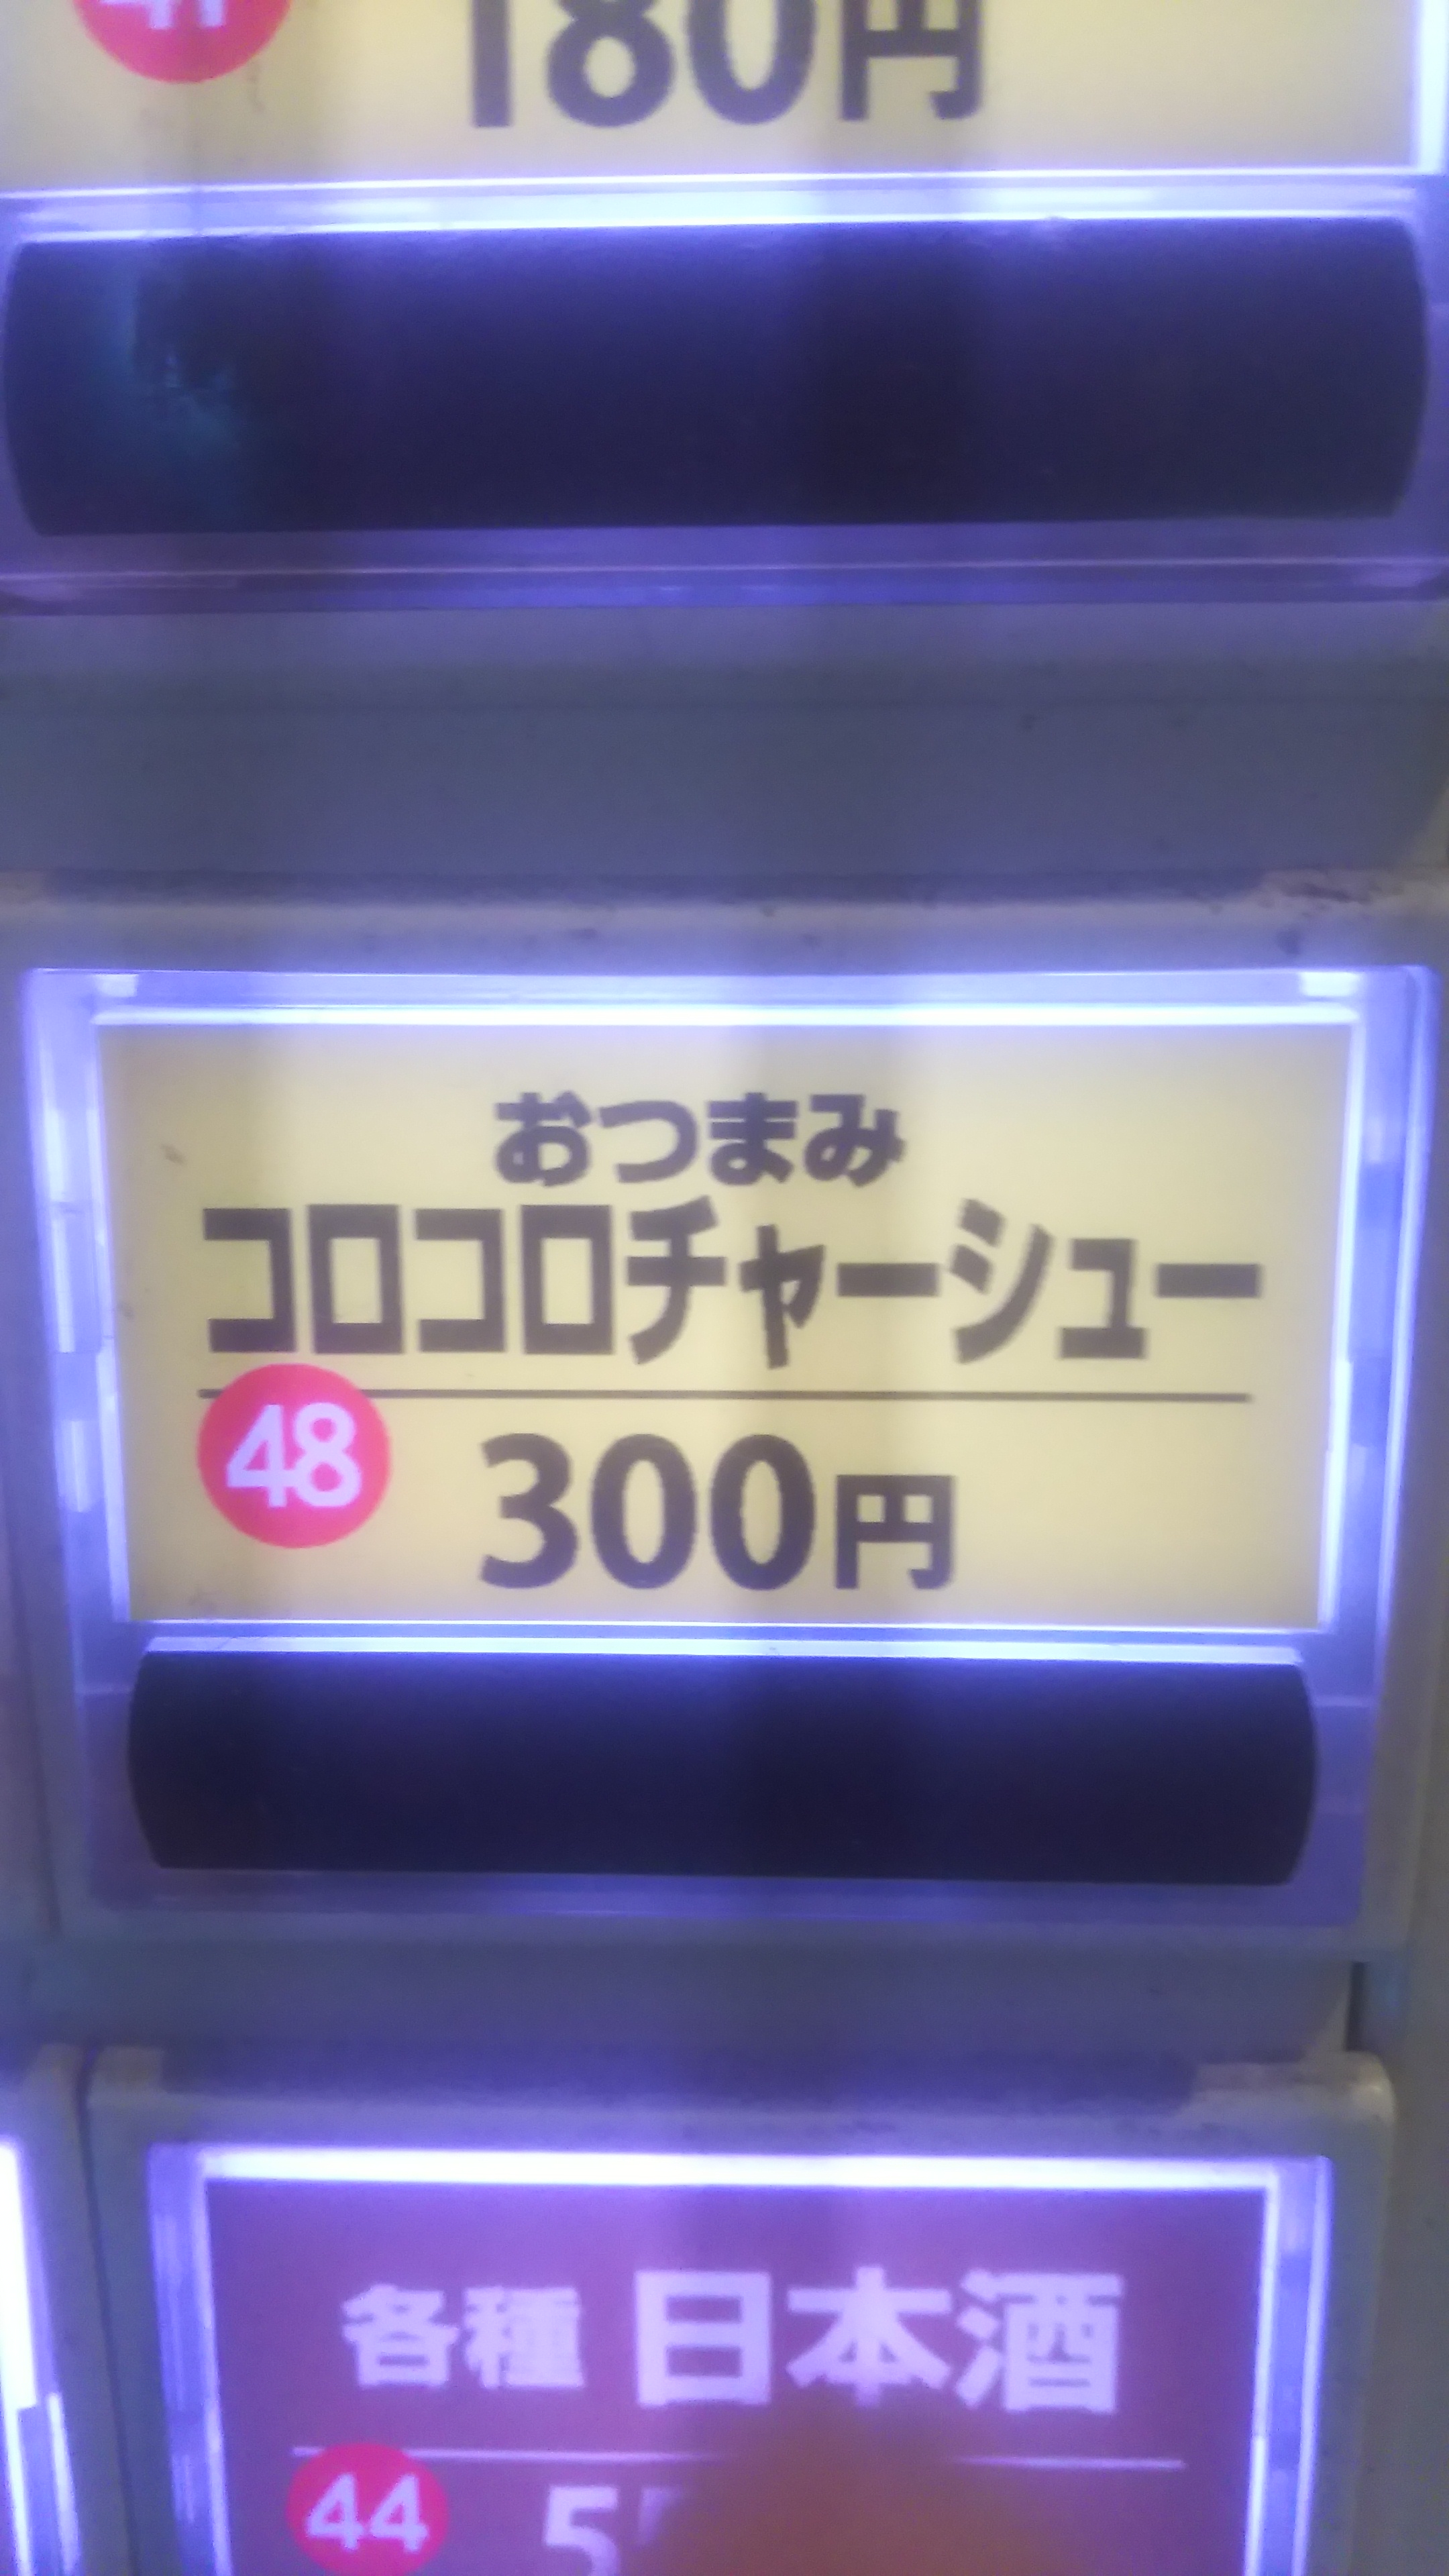 180円
おつまみ
コロコロチャーシュー
48
300円
各種 日本酒
44